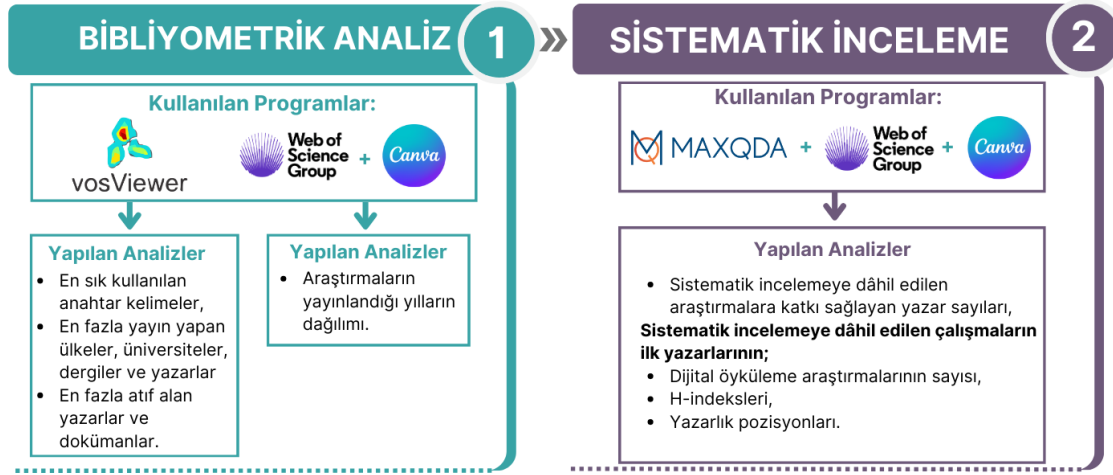 BİBLİYOMETRİK ANALİZ
1
Kullanılan Programlar:
vosViewer
Web of
Science
Group
+
Canva
Yapılan Analizler
• En sık kullanılan
anahtar kelimeler,
• En fazla yayın yapan
ülkeler, üniversiteler,
dergiler ve yazarlar
• En fazla atıf alan
yazarlar ve
dokümanlar.
Yapılan Analizler
• Araştırmaların
yayınlandığı yılların
dağılımı.
SİSTEMATİK İNCELEME
2
Kullanılan Programlar:
MAXQDA
+
Web of
Science
Group
+
Canva
Yapılan Analizler
• Sistematik incelemeye dâhil edilen
araştırmalara katkı sağlayan yazar sayıları,
Sistematik incelemeye dâhil edilen çalışmaların
ilk yazarlarının;
• Dijital öyküleme araştırmalarının sayısı,
• H-indeksleri,
• Yazarlık pozisyonları.